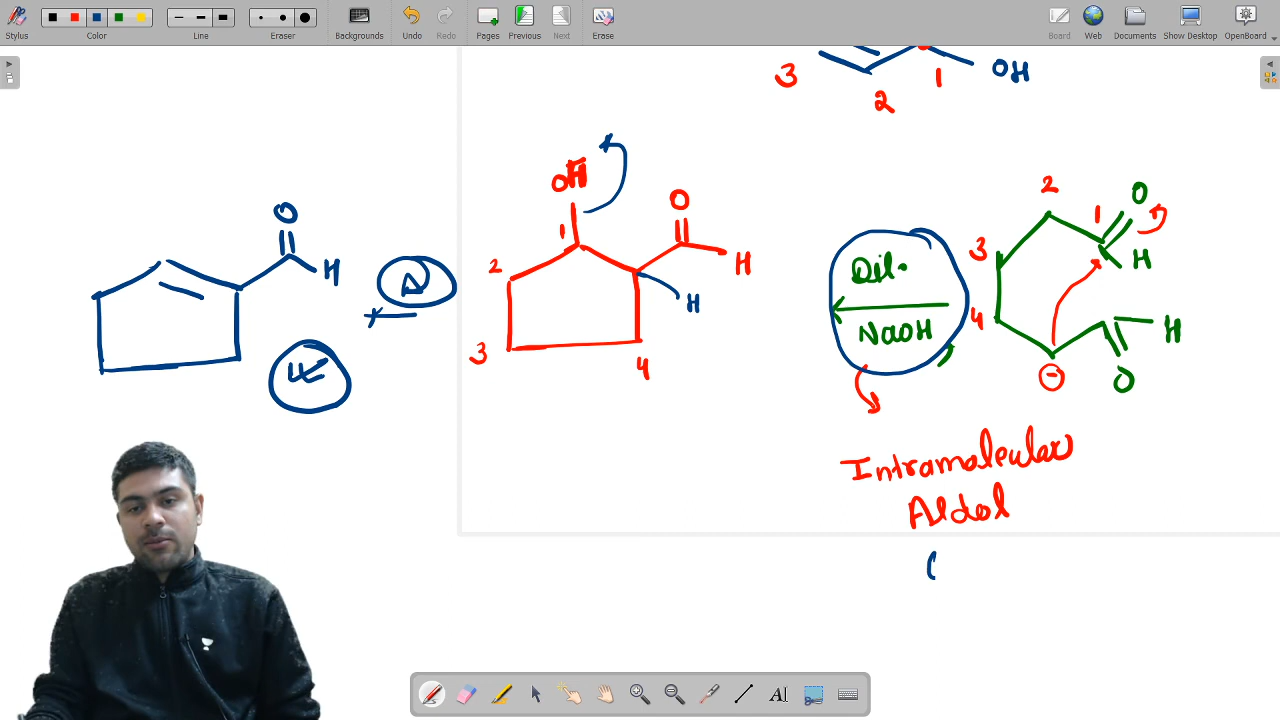 Stylus
Color
Line
Eraser
Backgrounds
Undo
Redo
Pages
Previous
Next
Erase
Board
Web
Documents
Show Desktop
OpenBoard
3
2
1
OH
OH
1
2
3
4
O
H
H
O
H
Δ
Dil.
NaOH
2
1
O
3
H
4
H
⊖
O
Intramolecular
Aldol
(